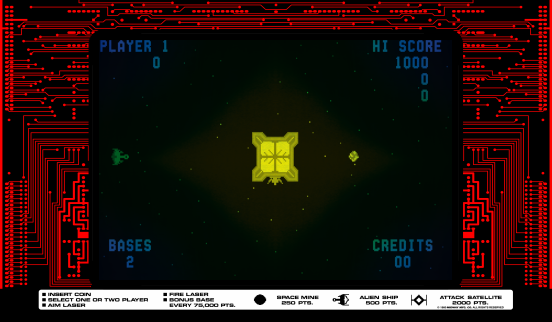 PLAYER 1
0
HI SCORE
1000
0
0
BASES
2
CREDITS
00
■ INSERT COIN
■ SELECT ONE OR TWO PLAYER
■ AIM LASER
■ FIRE LASER
■ BONUS BASE
EVERY 75,000 PTS.
SPACE MINE
250 PTS.
ALIEN SHIP
500 PTS.
ATTACK SATELLITE
2000 PTS.